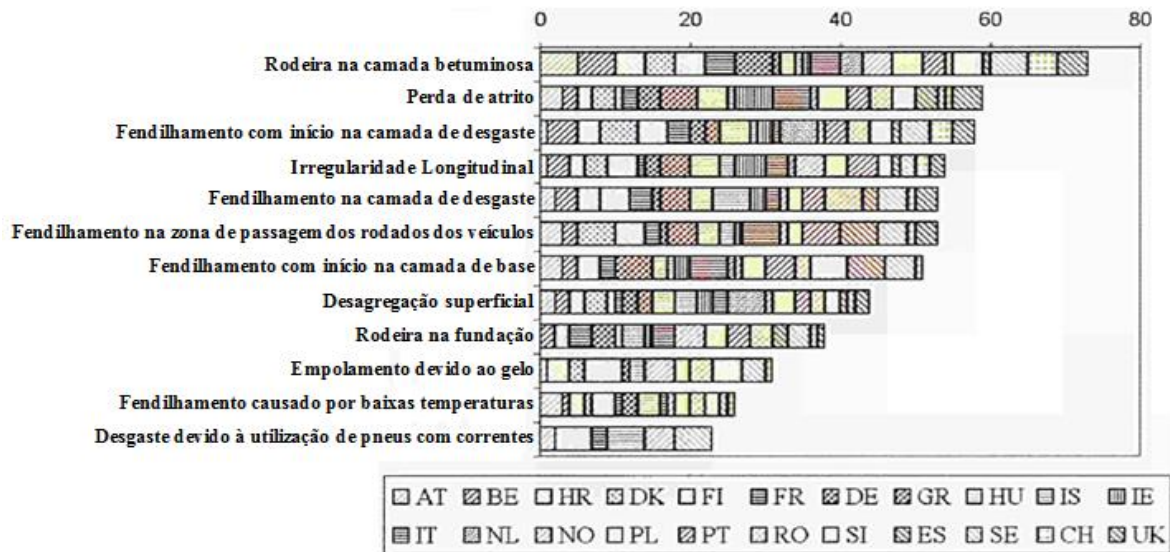 0 20 40 60 80
Rodeira na camada betuminosa
Perda de atrito
Fendilhamento com início na camada de desgaste
Irregularidade Longitudinal
Fendilhamento na camada de desgaste
Fendilhamento na zona de passagem dos rodados dos veículos
Fendilhamento com início na camada de base
Desagregação superficial
Rodeira na fundação
Empolamento devido ao gelo
Fendilhamento causado por baixas temperaturas
Desgaste devido à utilização de pneus com correntes
AT BE HR DK FI FR DE GR HU IS IE
IT NL NO PL PT RO SI ES SE CH UK